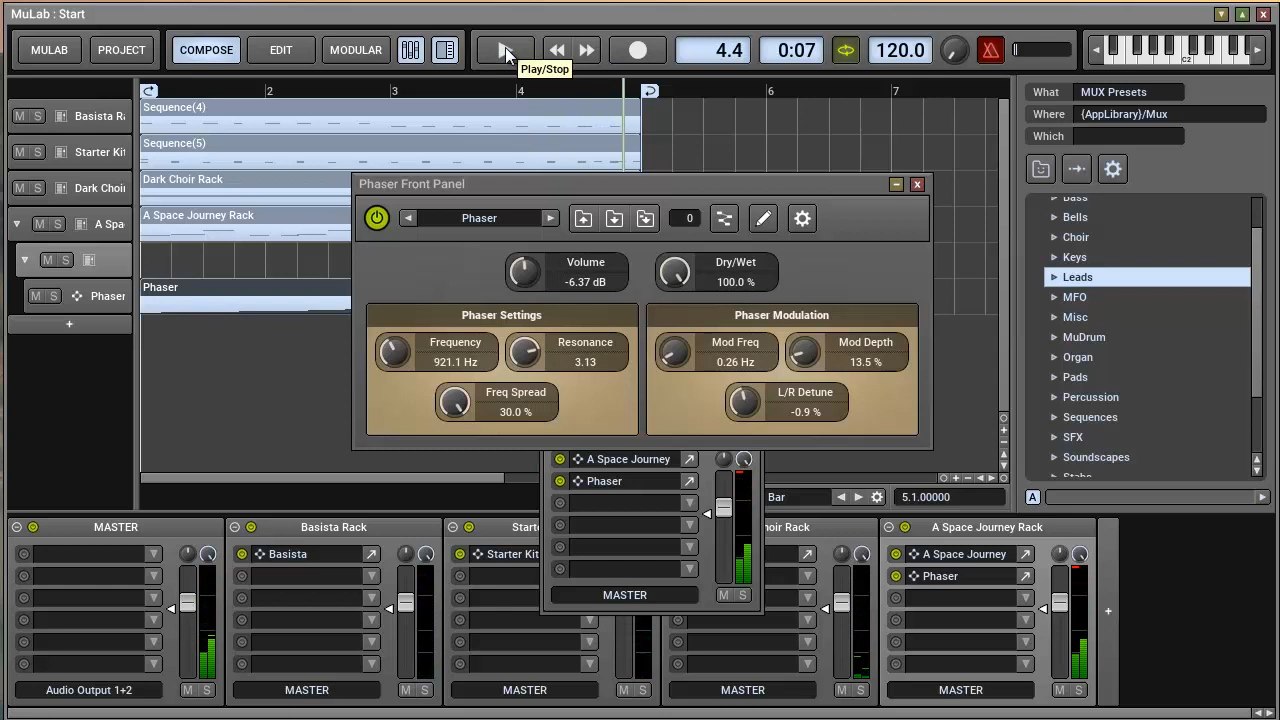 MuLab : Start
MULAB
PROJECT
COMPOSE
EDIT
MODULAR
4.4
0:07
120.0
C2
Play/Stop
2
3
4
6
7
M S
Basista Ra
Sequence(4)
M S
Starter Kit
Sequence(5)
M S
Dark Choir
Dark Choir Rack
M S
A Spa
A Space Journey Rack
M S
M S
Phaser
Phaser
+
What
MUX Presets
Where
{AppLibrary}/Mux
Which
Bass
Bells
Choir
Keys
Leads
MFO
Misc
MuDrum
Organ
Pads
Percussion
Sequences
SFX
Soundscapes
Stabs
A
Phaser Front Panel
Phaser
0
Volume
-6.37 dB
Dry/Wet
100.0 %
Phaser Settings
Frequency
921.1 Hz
Resonance
3.13
Freq Spread
30.0 %
Phaser Modulation
Mod Freq
0.26 Hz
Mod Depth
13.5 %
L/R Detune
-0.9 %
A Space Journey
Phaser
MASTER
M S
Bar
5.1.00000
MASTER
Audio Output 1+2
M S
Basista Rack
Basista
MASTER
M S
Starte
Starter Kit
MASTER
M S
hoir Rack
MASTER
M S
A Space Journey Rack
A Space Journey
Phaser
MASTER
M S
+